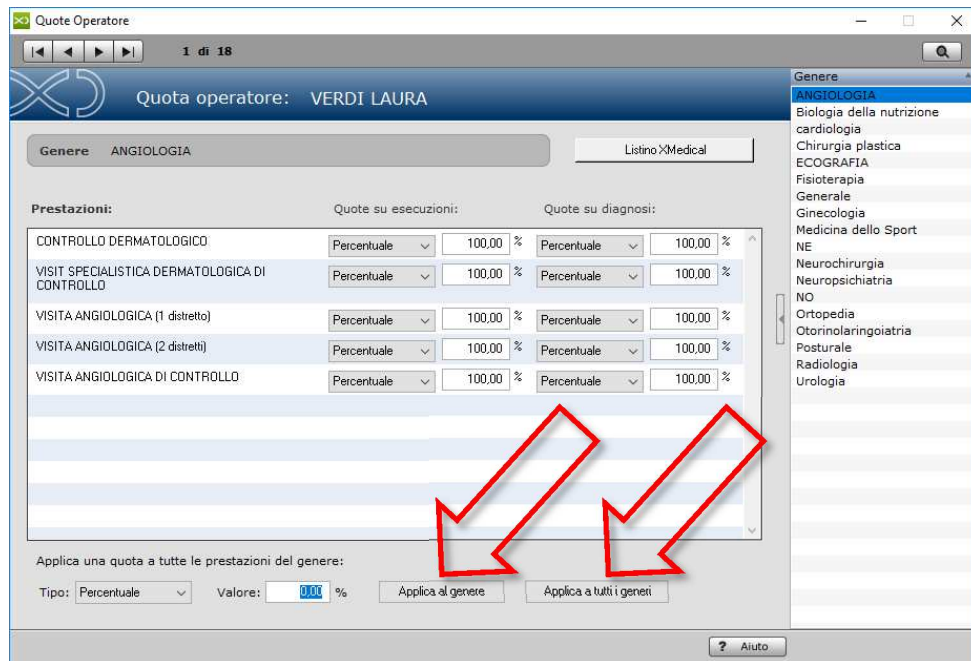 Quote Operatore
1 di 18
Quota operatore: VERDI LAURA
Genere ANGIOLOGIA
Listino XMedical
Prestazioni: Quote su esecuzioni: Quote su diagnosi:
CONTROLLO DERMATOLOGICO Percentuale 100,00 % Percentuale 100,00 %
VISIT SPECIALISTICA DERMATOLOGICA DI
CONTROLLO Percentuale 100,00 % Percentuale 100,00 %
VISITA ANGIOLOGICA (1 distretto) Percentuale 100,00 % Percentuale 100,00 %
VISITA ANGIOLOGICA (2 distretti) Percentuale 100,00 % Percentuale 100,00 %
VISITA ANGIOLOGICA DI CONTROLLO Percentuale 100,00 % Percentuale 100,00 %
Applica una quota a tutte le prestazioni del genere:
Tipo: Percentuale Valore: 0,00 % Applica al genere Applica a tutti i generi
Genere
ANGIOLOGIA
Biologia della nutrizione
cardiologia
Chirurgia plastica
ECOGRAFIA
Fisioterapia
Generale
Ginecologia
Medicina dello Sport
NE
Neurochirurgia
Neuropsichiatria
NO
Ortopedia
Otorinolaringoiatria
Posturale
Radiologia
Urologia
? Aiuto